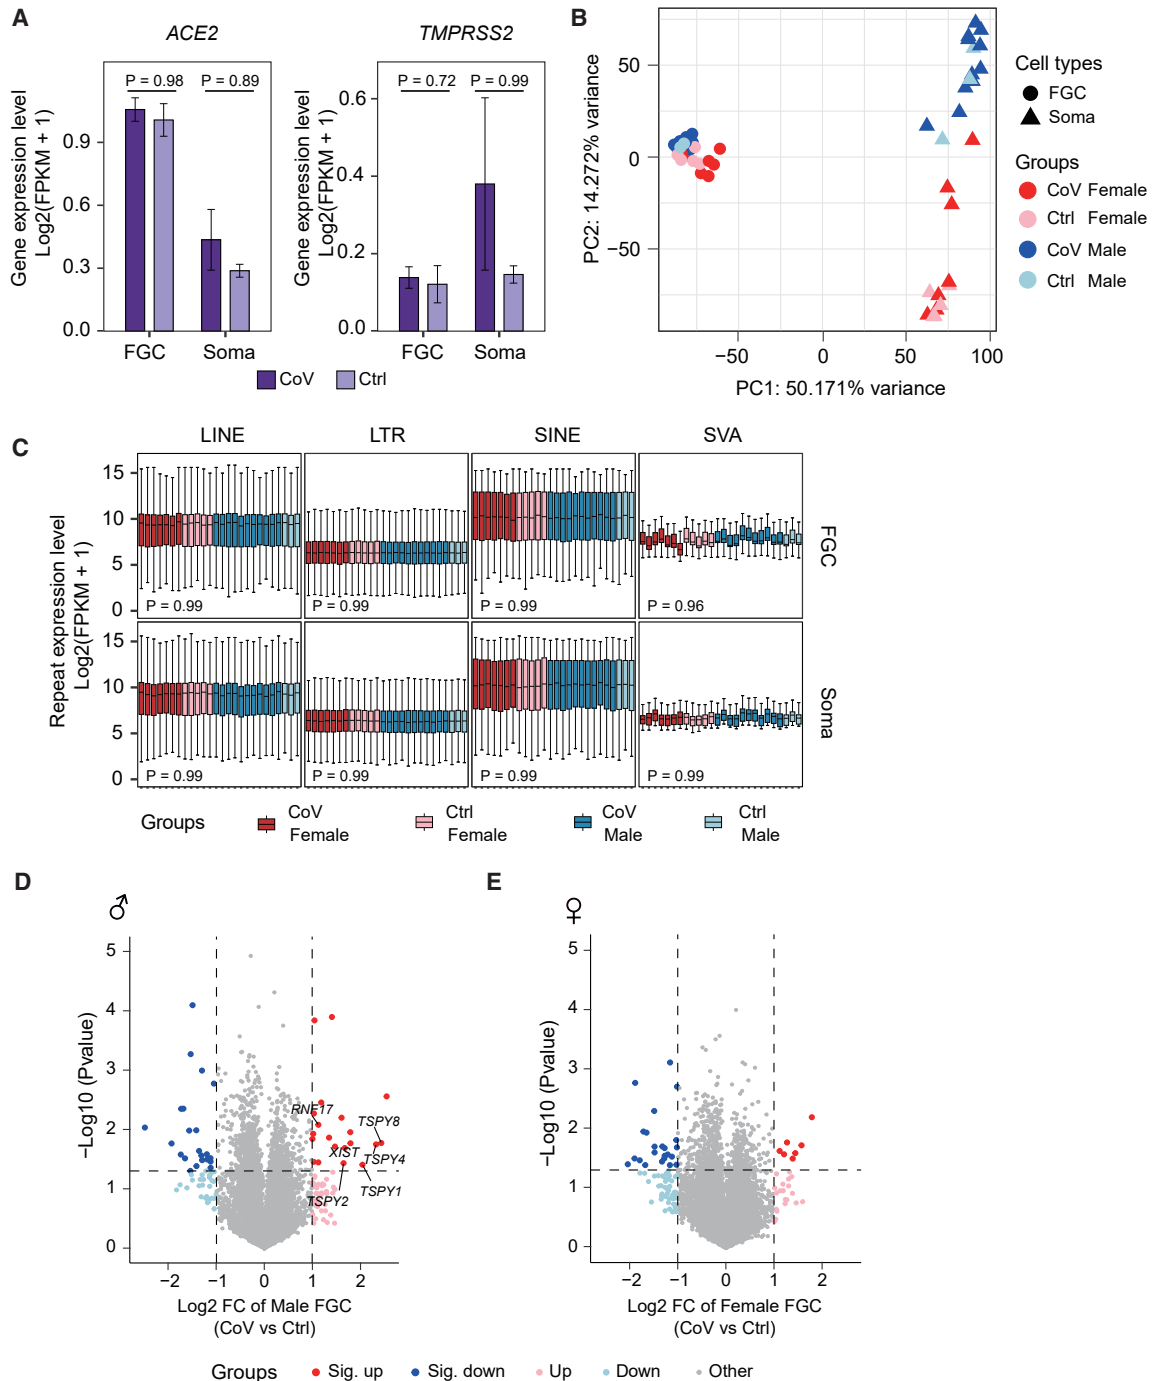 A
ACE2
TMPRSS2
P = 0.98
P = 0.89
P = 0.72
P = 0.99
Gene expression level
Log2(FPKM + 1)
0.9
0.6
0.3
0.0
FGC
Soma
Gene expression level
Log2(FPKM + 1)
0.6
0.4
0.2
0.0
FGC
Soma
CoV
Ctrl
B
PC2: 14.272% variance
50
0
−50
−50
0
50
100
PC1: 50.171% variance
Cell types
FGC
Soma
Groups
CoV Female
Ctrl Female
CoV Male
Ctrl Male
C
LINE
LTR
SINE
SVA
Repeat expression level
Log2(FPKM + 1)
15
10
5
0
P = 0.99
P = 0.99
P = 0.99
P = 0.96
FGC
15
10
5
0
P = 0.99
P = 0.99
P = 0.99
P = 0.99
Soma
Groups
CoV
Female
Ctrl
Female
CoV
Male
Ctrl
Male
D
♂
−Log10 (Pvalue)
5
4
3
2
1
0
RNF17
TSPY8
XIST
TSPY4
TSPY2
TSPY1
−2
−1
0
1
2
Log2 FC of Male FGC
(CoV vs Ctrl)
E
♀
−Log10 (Pvalue)
5
4
3
2
1
0
−2
−1
0
1
2
Log2 FC of Female FGC
(CoV vs Ctrl)
Groups
Sig. up
Sig. down
Up
Down
Other